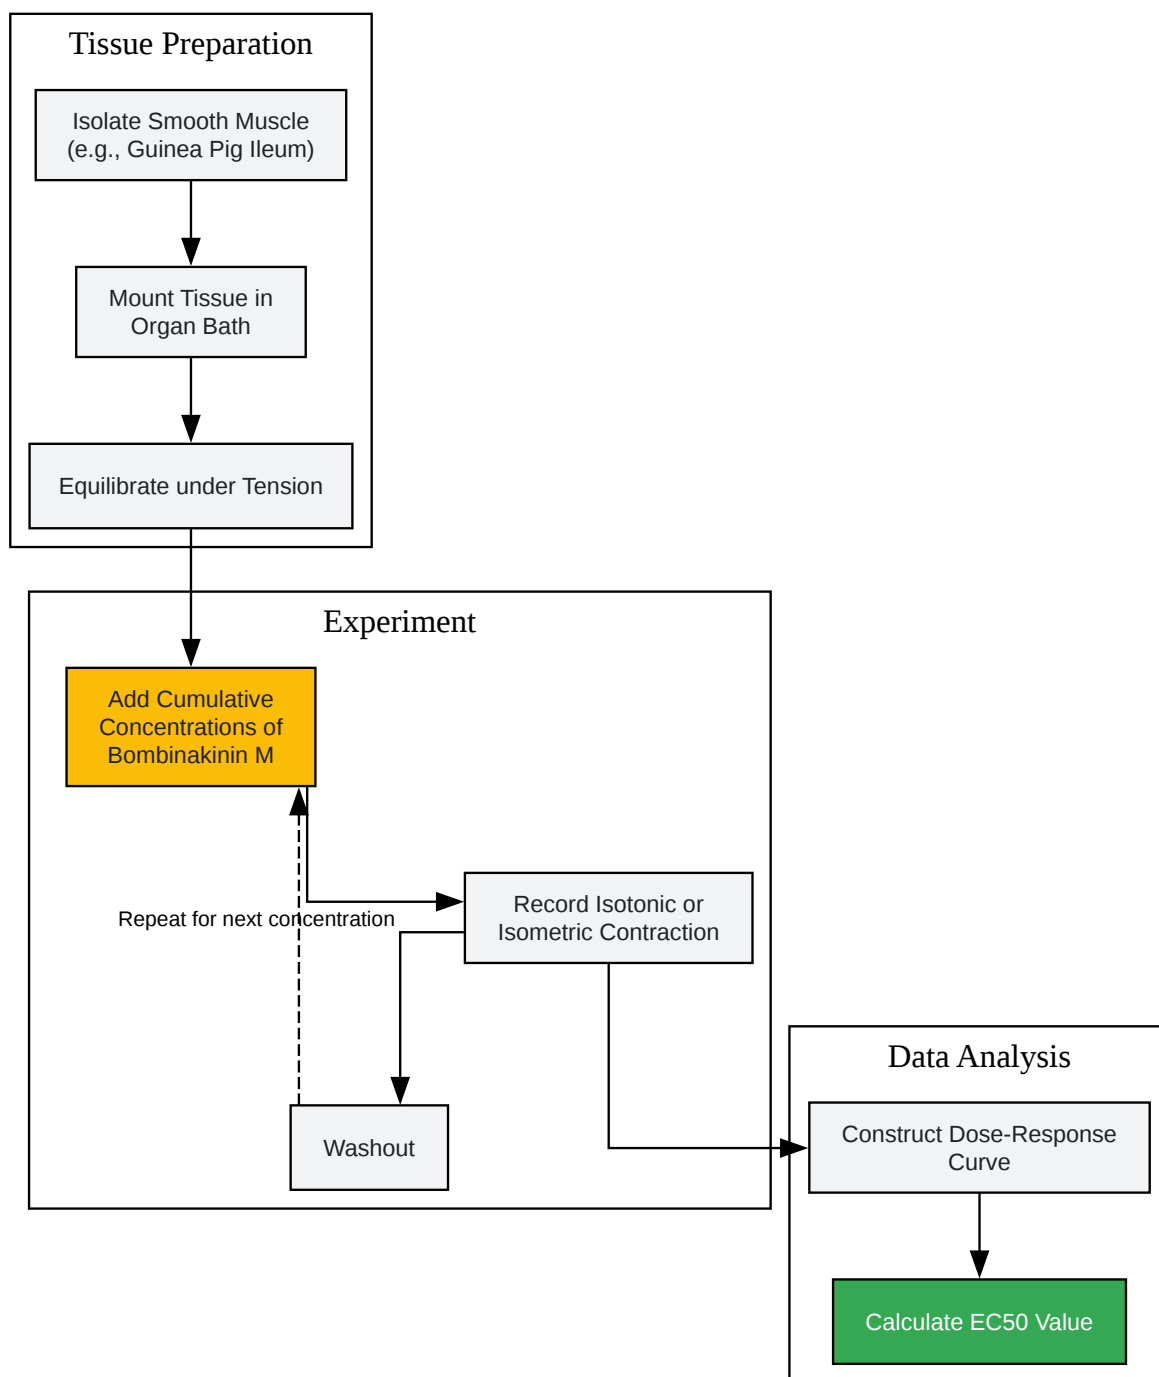 Tissue Preparation
Isolate Smooth Muscle
(e.g., Guinea Pig Ileum)
Mount Tissue in
Organ Bath
Equilibrate under Tension
Experiment
Add Cumulative
Concentrations of
Bombinakinin M
Record Isotonic or
Isometric Contraction
Repeat for next concentration
Washout
Data Analysis
Construct Dose-Response
Curve
Calculate EC50 Value